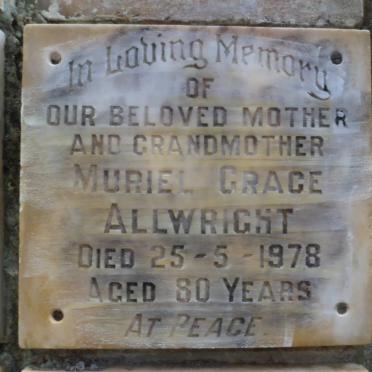 In Loving Memory
OF
OUR BELOVED MOTHER
AND GRANDMOTHER
MURIEL GRACE
ALLWRIGHT
DIED 25-5-1978
AGED 80 YEARS
AT PEACE.